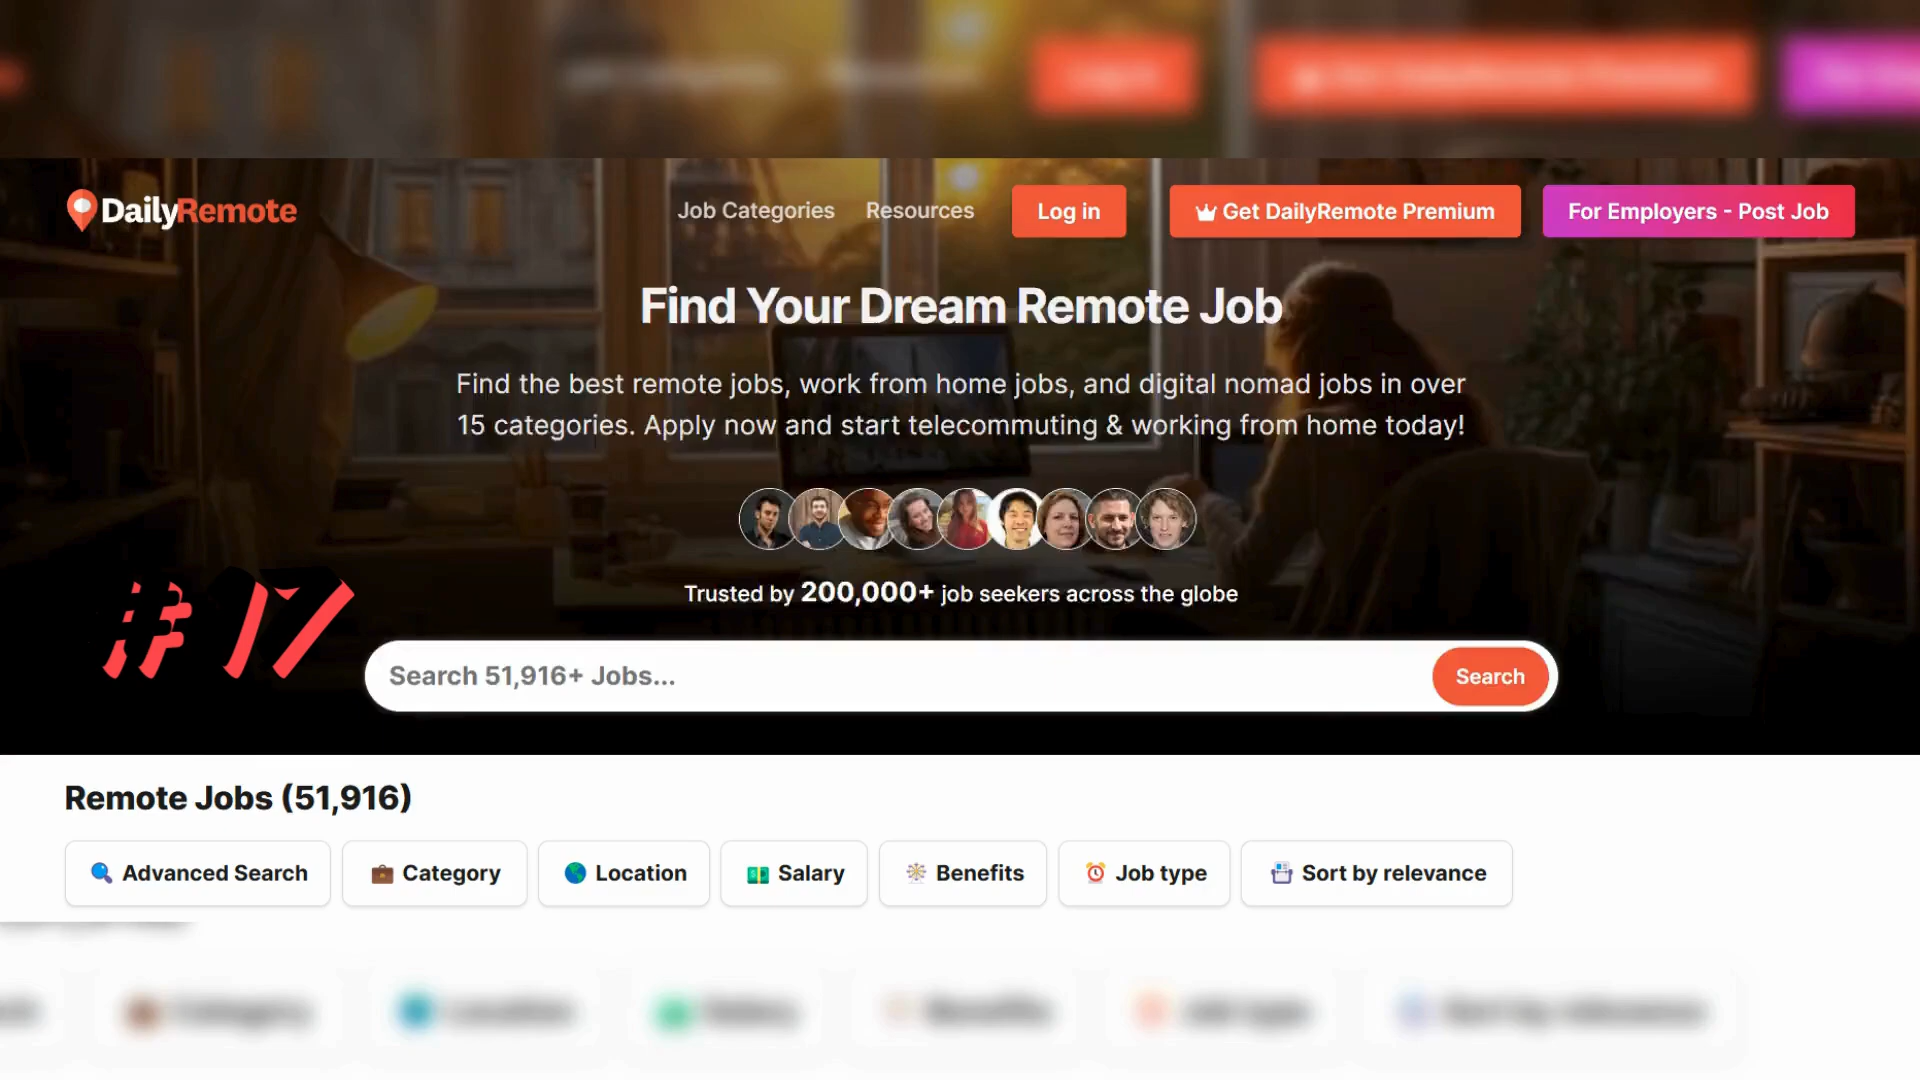 DailyRemote
Job Categories
Resources
Log in
Get DailyRemote Premium
For Employers - Post Job
Find Your Dream Remote Job
Find the best remote jobs, work from home jobs, and digital nomad jobs in over
15 categories. Apply now and start telecommuting & working from home today!
Trusted by 200,000+ job seekers across the globe
#17
Search 51,916+ Jobs...
Search
Remote Jobs (51,916)
Advanced Search
Category
Location
Salary
Benefits
Job type
Sort by relevance